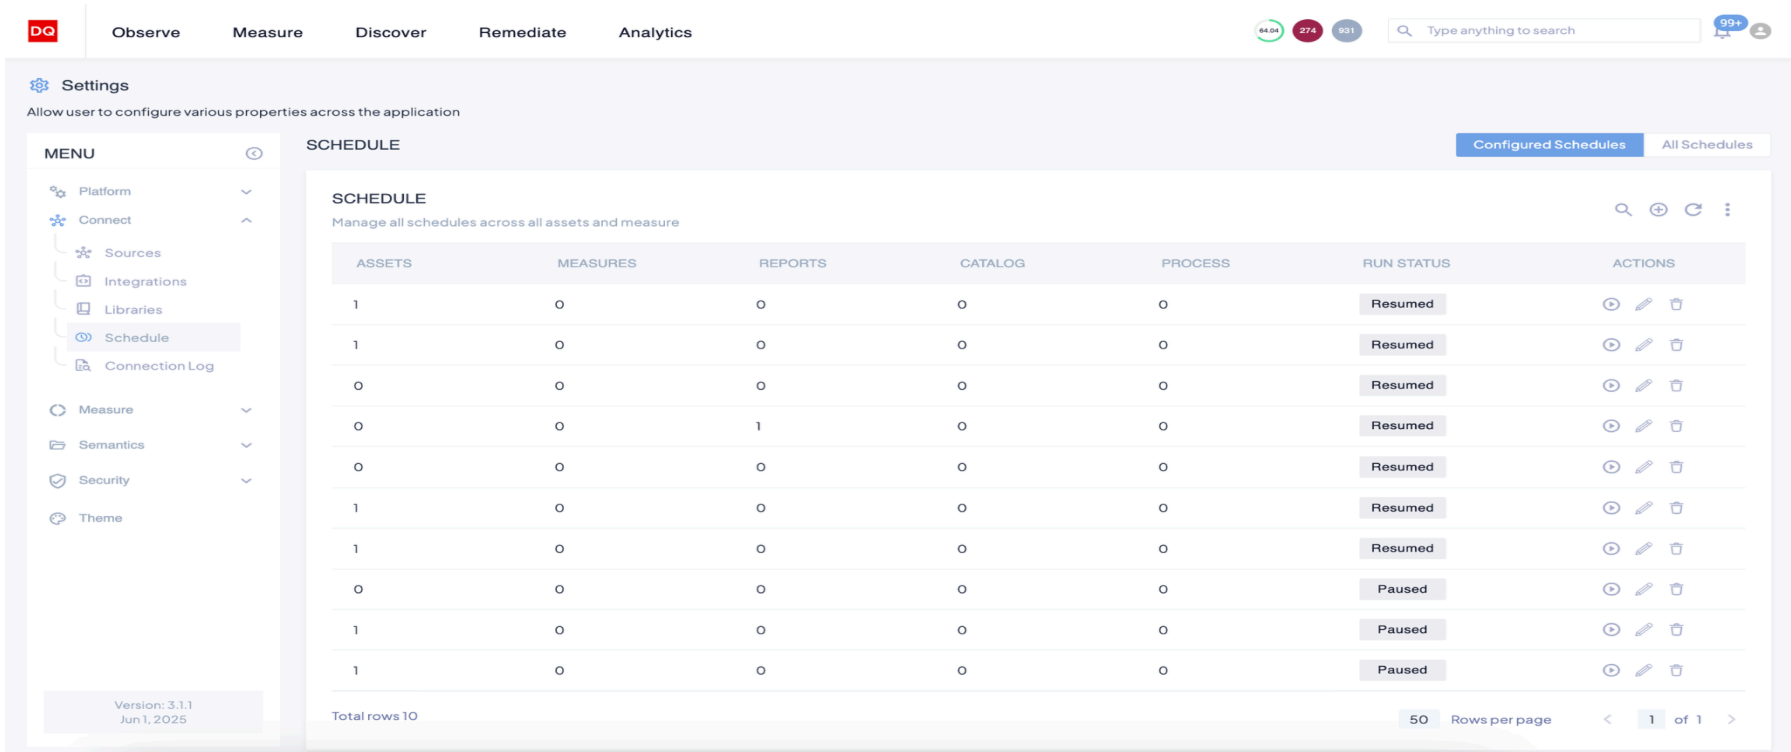 DQ Observe Measure Discover Remediate Analytics 64.04 274 931 Type anything to search 99+
Settings
Allow user to configure various properties across the application
MENU
Platform
Connect
Sources
Integrations
Libraries
Schedule
Connection Log
Measure
Semantics
Security
Theme
Version: 3.1.1
Jun 1, 2025
SCHEDULE Configured Schedules All Schedules
SCHEDULE
Manage all schedules across all assets and measure
ASSETS MEASURES REPORTS CATALOG PROCESS RUN STATUS ACTIONS
1 0 0 0 0 Resumed
1 0 0 0 0 Resumed
0 0 0 0 0 Resumed
0 0 1 0 0 Resumed
0 0 0 0 0 Resumed
1 0 0 0 0 Resumed
1 0 0 0 0 Resumed
0 0 0 0 0 Paused
1 0 0 0 0 Paused
1 0 0 0 0 Paused
Total rows 10 50 Rows per page 1 of 1